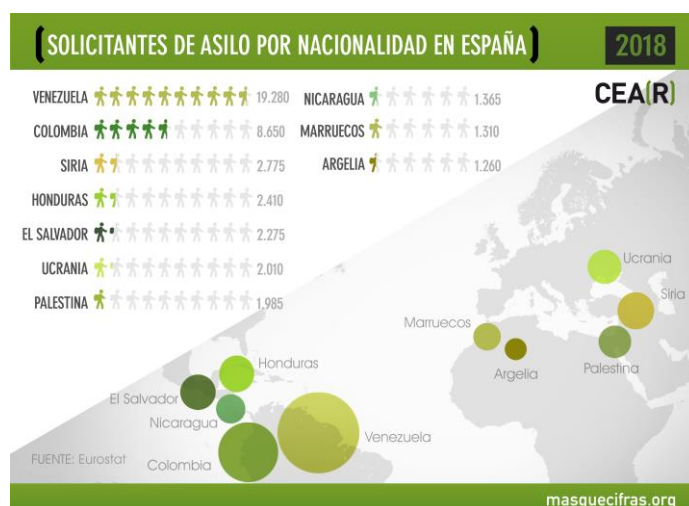 (SOLICITANTES DE ASILO POR NACIONALIDAD EN ESPAÑA)
2018
CEA(R)
VENEZUELA 19.280
COLOMBIA 8.650
SIRIA 2.775
HONDURAS 2.410
EL SALVADOR 2.275
UCRANIA 2.010
PALESTINA 1.985
NICARAGUA 1.365
MARRUECOS 1.310
ARGELIA 1.260
Ucrania
Siria
Marruecos
Argelia
Palestina
Honduras
El Salvador
Nicaragua
Venezuela
Colombia
FUENTE: Eurostat
masquecifras.org